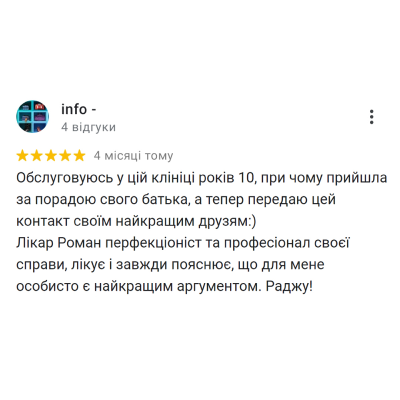 info -
4 відгуки
4 місяці тому
Обслуговуюсь у цій клініці років 10, при чому прийшла
за порадою свого батька, а тепер передаю цей
контакт своїм найкращим друзям:)
Лікар Роман перфекціоніст та професіонал своєї
справи, лікує і завжди пояснює, що для мене
особисто є найкращим аргументом. Раджу!